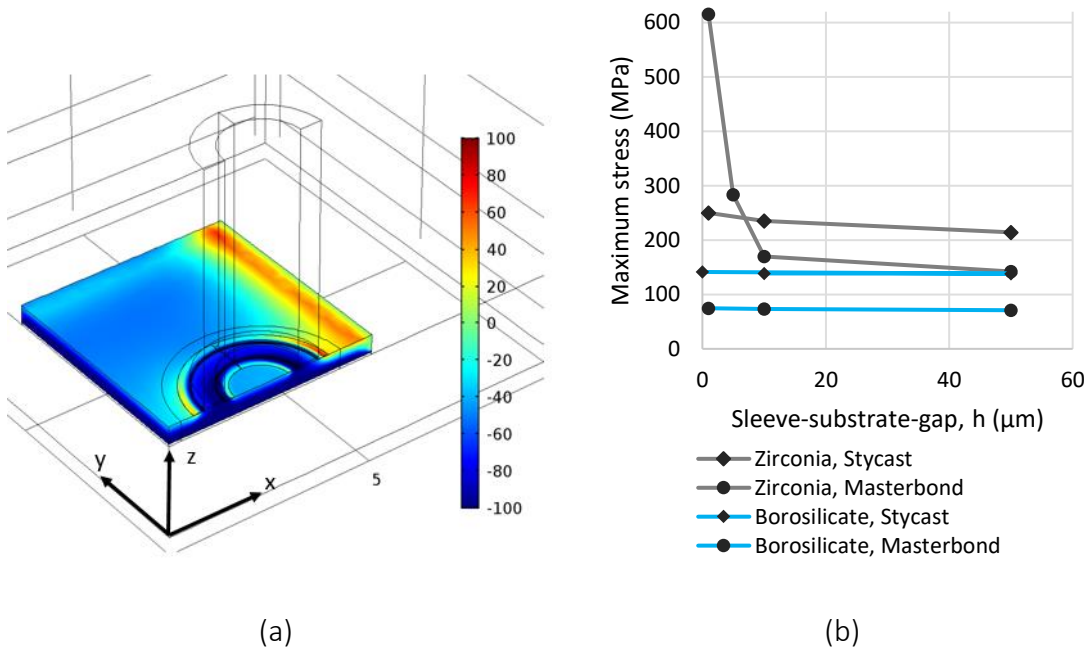 100
80
60
40
20
0
-20
-40
-60
-80
-100
y
z
x
5
(a)
Maximum stress (MPa)
600
500
400
300
200
100
0
0 20 40 60
Sleeve-substrate-gap, h (µm)
Zirconia, Stycast
Zirconia, Masterbond
Borosilicate, Stycast
Borosilicate, Masterbond
(b)